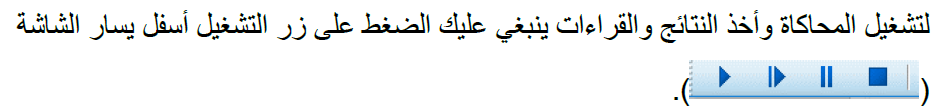 لتشغيل المحاكاة وأخذ النتائج والقراءات ينبغي عليك الضغط على زر التشغيل أسفل يسار الشاشة
( ).